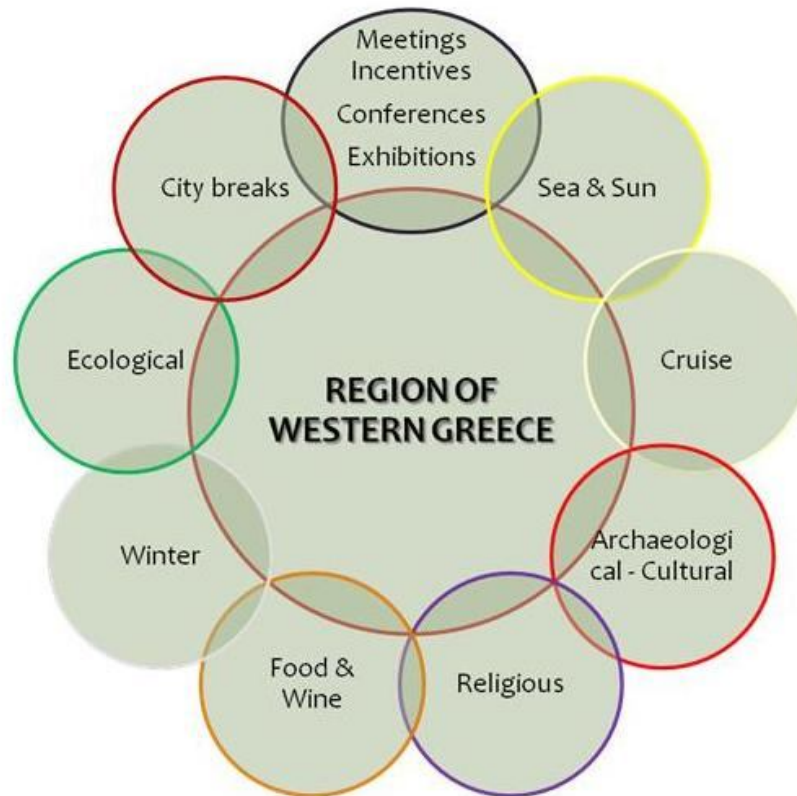 Meetings
Incentives
Conferences
Exhibitions
City breaks
Sea & Sun
Ecological
Cruise
REGION OF
WESTERN GREECE
Winter
Archaeologi
cal - Cultural
Food &
Wine
Religious